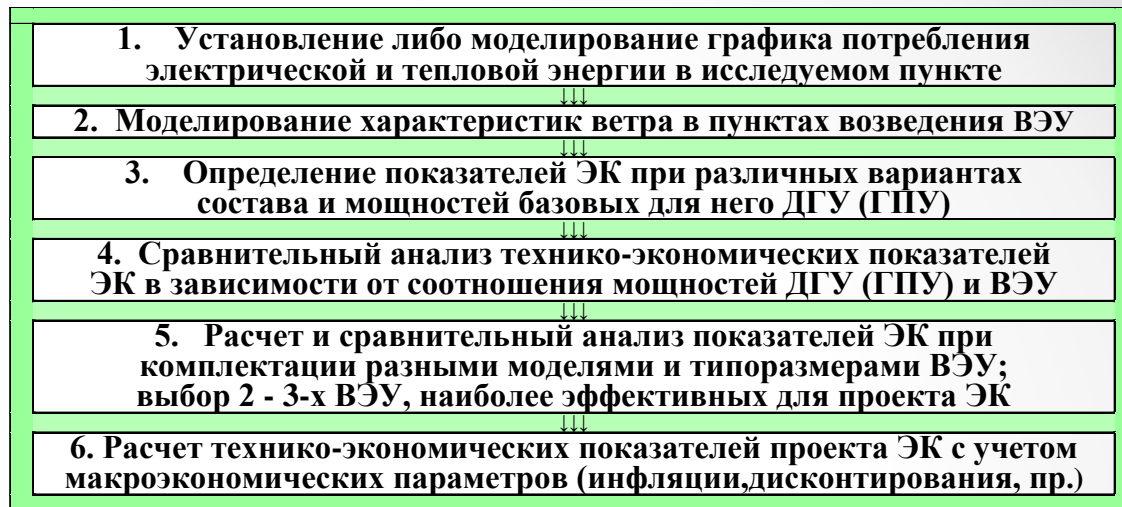 1. Установление либо моделирование графика потребления
электрической и тепловой энергии в исследуемом пункте
↓↓↓
2. Моделирование характеристик ветра в пунктах возведения ВЭУ
↓↓↓
3. Определение показателей ЭК при различных вариантах
состава и мощностей базовых для него ДГУ (ГПУ)
↓↓↓
4. Сравнительный анализ технико-экономических показателей
ЭК в зависимости от соотношения мощностей ДГУ (ГПУ) и ВЭУ
↓↓↓
5. Расчет и сравнительный анализ показателей ЭК при
комплектации разными моделями и типоразмерами ВЭУ;
выбор 2 - 3-х ВЭУ, наиболее эффективных для проекта ЭК
↓↓↓
6. Расчет технико-экономических показателей проекта ЭК с учетом
макроэкономических параметров (инфляции,дисконтирования, пр.)